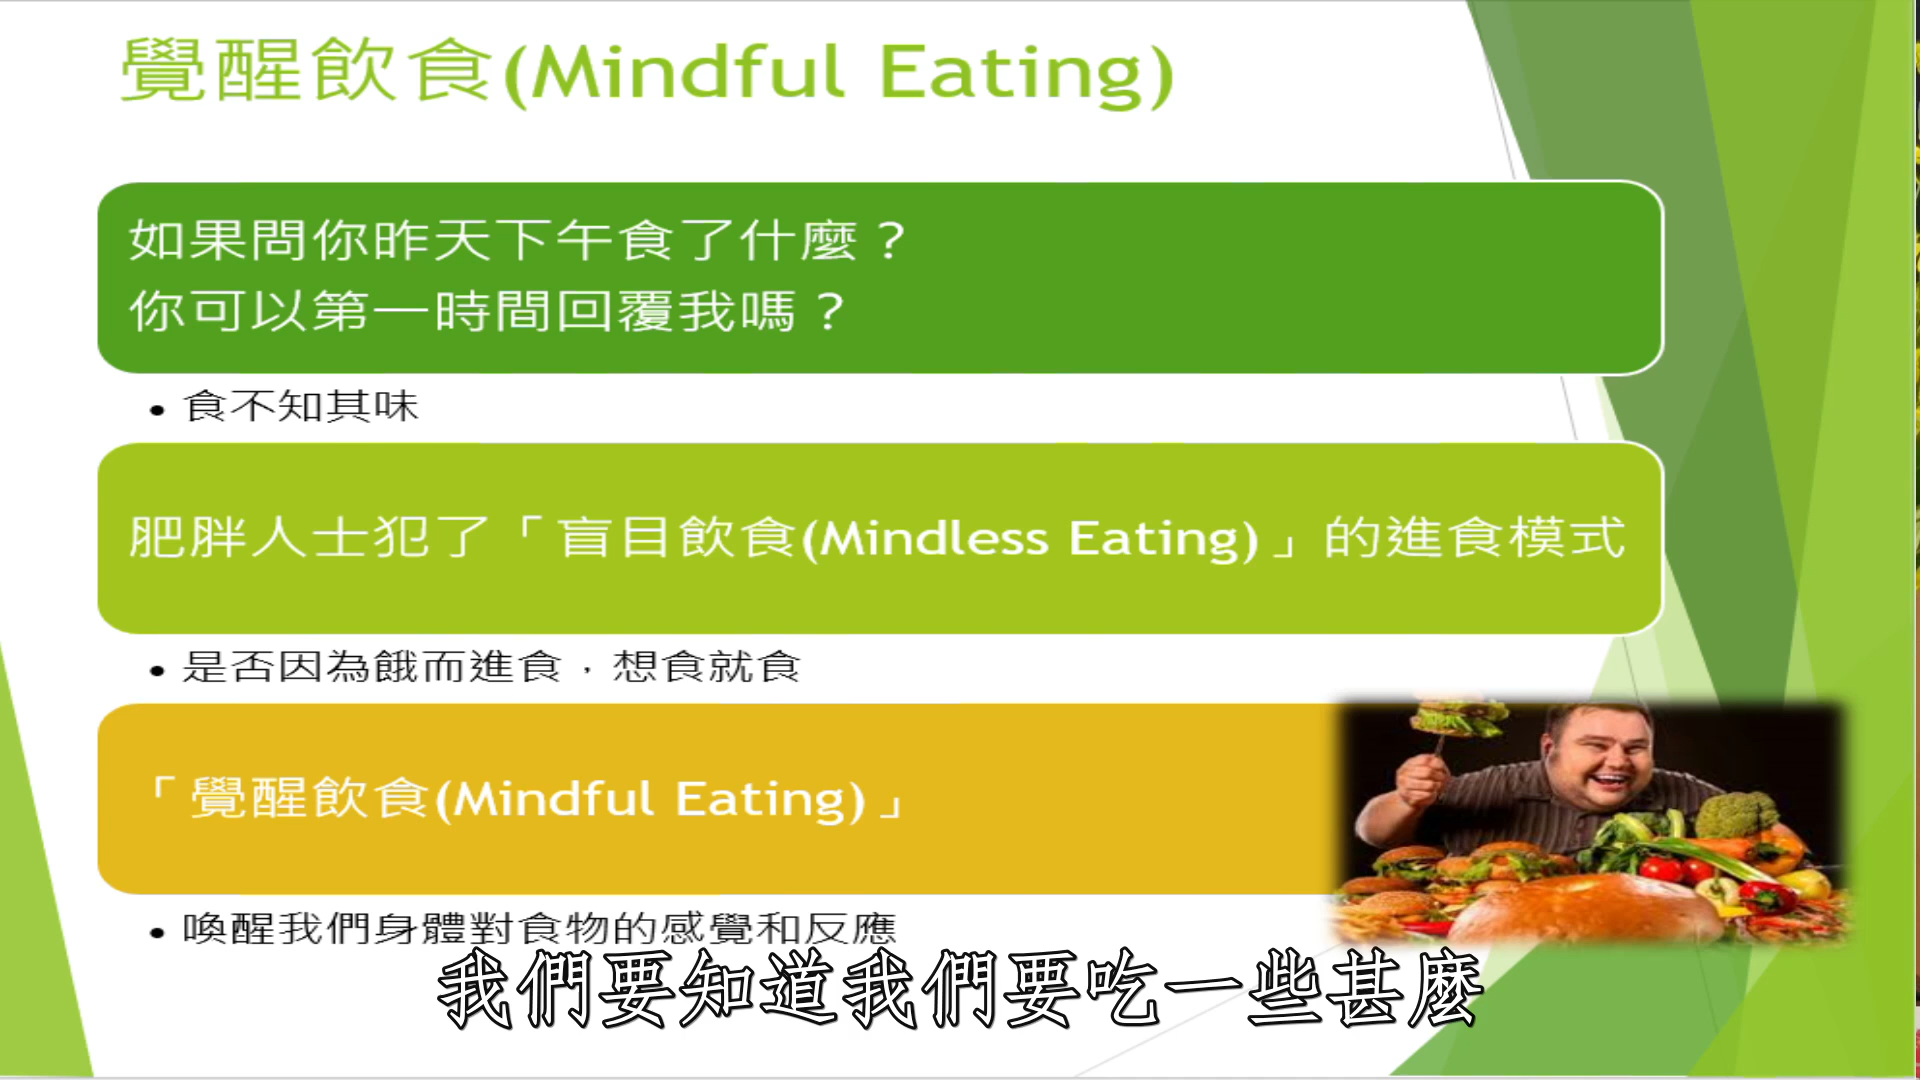 覺醒飲食(Mindful Eating)
如果問你昨天下午食了什麼？
你可以第一時間回覆我嗎？
• 食不知其味
肥胖人士犯了「盲目飲食(Mindless Eating)」的進食模式
• 是否因為餓而進食，想食就食
「覺醒飲食(Mindful Eating)」
• 喚醒我們身體對食物的感覺和反應
我們要知道我們要吃一些甚麼